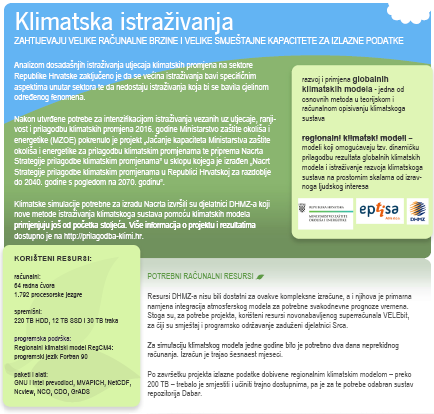 Klimatska istraživanja
ZAHTIJEVAJU VELIKE RAČUNALNE BRZINE I VELIKE SMJEŠTAJNE KAPACITETE ZA IZLAZNE PODATKE
Analizom dosadašnjih istraživanja utjecaja klimatskih promjena na sektore
Republike Hrvatske zaključeno je da se većina istraživanja bavi specifičnim
aspektima unutar sektora te da nedostaju istraživanja koja bi se bavila cjelinom
određenog fenomena.
Nakon utvrđene potrebe za intenzifikacijom istraživanja vezanih uz utjecaje, ranji-
vost i prilagodbu klimatskim promjena 2016. godine Ministarstvo zaštite okoliša i
energetike (MZOE) pokrenulo je projekt „Jačanje kapaciteta Ministarstva zaštite
okoliša i energetike za prilagodbu klimatskim promjenama te priprema Nacrta
Strategije prilagodbe klimatskim promjenama“ u sklopu kojega je izrađen „Nacrt
Strategije prilagodbe klimatskim promjenama u Republici Hrvatskoj za razdoblje
do 2040. godine s pogledom na 2070. godinu“.
Klimatske simulacije potrebne za izradu Nacrta izvršili su djelatnici DHMZ-a koji
nove metode istraživanja klimatskog sustava pomoću klimatskih modela
primjenjuju još od početka stoljeća. Više informacija o projektu i rezultatima
dostupno je na http://prilagodba-klimi.hr.
razvoj i primjena globalnih
klimatskih modela - jedna od
osnovnih metoda u teorijskom i
računalnom opisivanju klimatskoga
sustava
regionalni klimatski modeli –
modeli koji omogućavaju tzv. dinamičku
prilagodbu rezultata globalnih klimatskih
modela i istraživanje razvoja klimatskoga
sustava na prostornim skalama od izrav-
noga ljudskog interesa
REPUBLIKA HRVATSKA
MINISTARSTVO ZAŠTITE
OKOLIŠA I ENERGETIKE
eptisa
DHMZ
KORIŠTENI RESURSI:
računalni:
64 radna čvora
1.792 procesorske jezgre
spremišni:
220 TB HDD, 12 TB SSD i 30 TB traka
programska podrška:
Regionalni klimatski model RegCM4:
programski jezik Fortran 90
paketi i alati:
GNU i Intel prevodioci, MVAPICH, NetCDF,
Ncview, NCO, CDO, GrADS
POTREBNI RAČUNALNI RESURSI
Resursi DHMZ-a nisu bili dostatni za ovakve kompleksne izračune, a i njihova je primarna
namjena integracija atmosferskog modela za potrebne svakodnevne prognoze vremena.
Stoga su, za potrebe projekta, korišteni resursi novonabavljenog superračunala VELEbit,
za čiji su smještaj i programsko održavanje zaduženi djelatnici Srca.
Za simulaciju klimatskog modela jedne godine bilo je potrebno dva dana neprekidnog
računanja. Izračun je trajao šesnaest mjeseci.
Po završetku projekta izlazne podatke dobivene regionalnim klimatskim modelom – preko
200 TB – trebalo je smjestiti i učiniti trajno dostupnima, pa je za te potrebe odabran sustav
repozitorija Dabar.